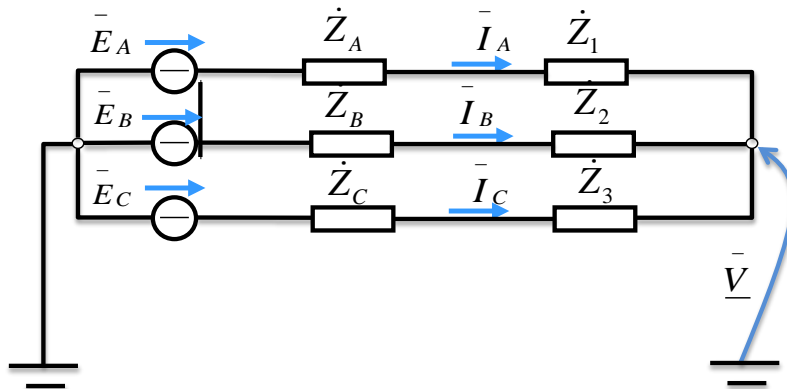 Ē_A Ż_A Ī_A Ż_1
Ē_B Ż_B Ī_B Ż_2
Ē_C Ż_C Ī_C Ż_3
V̄